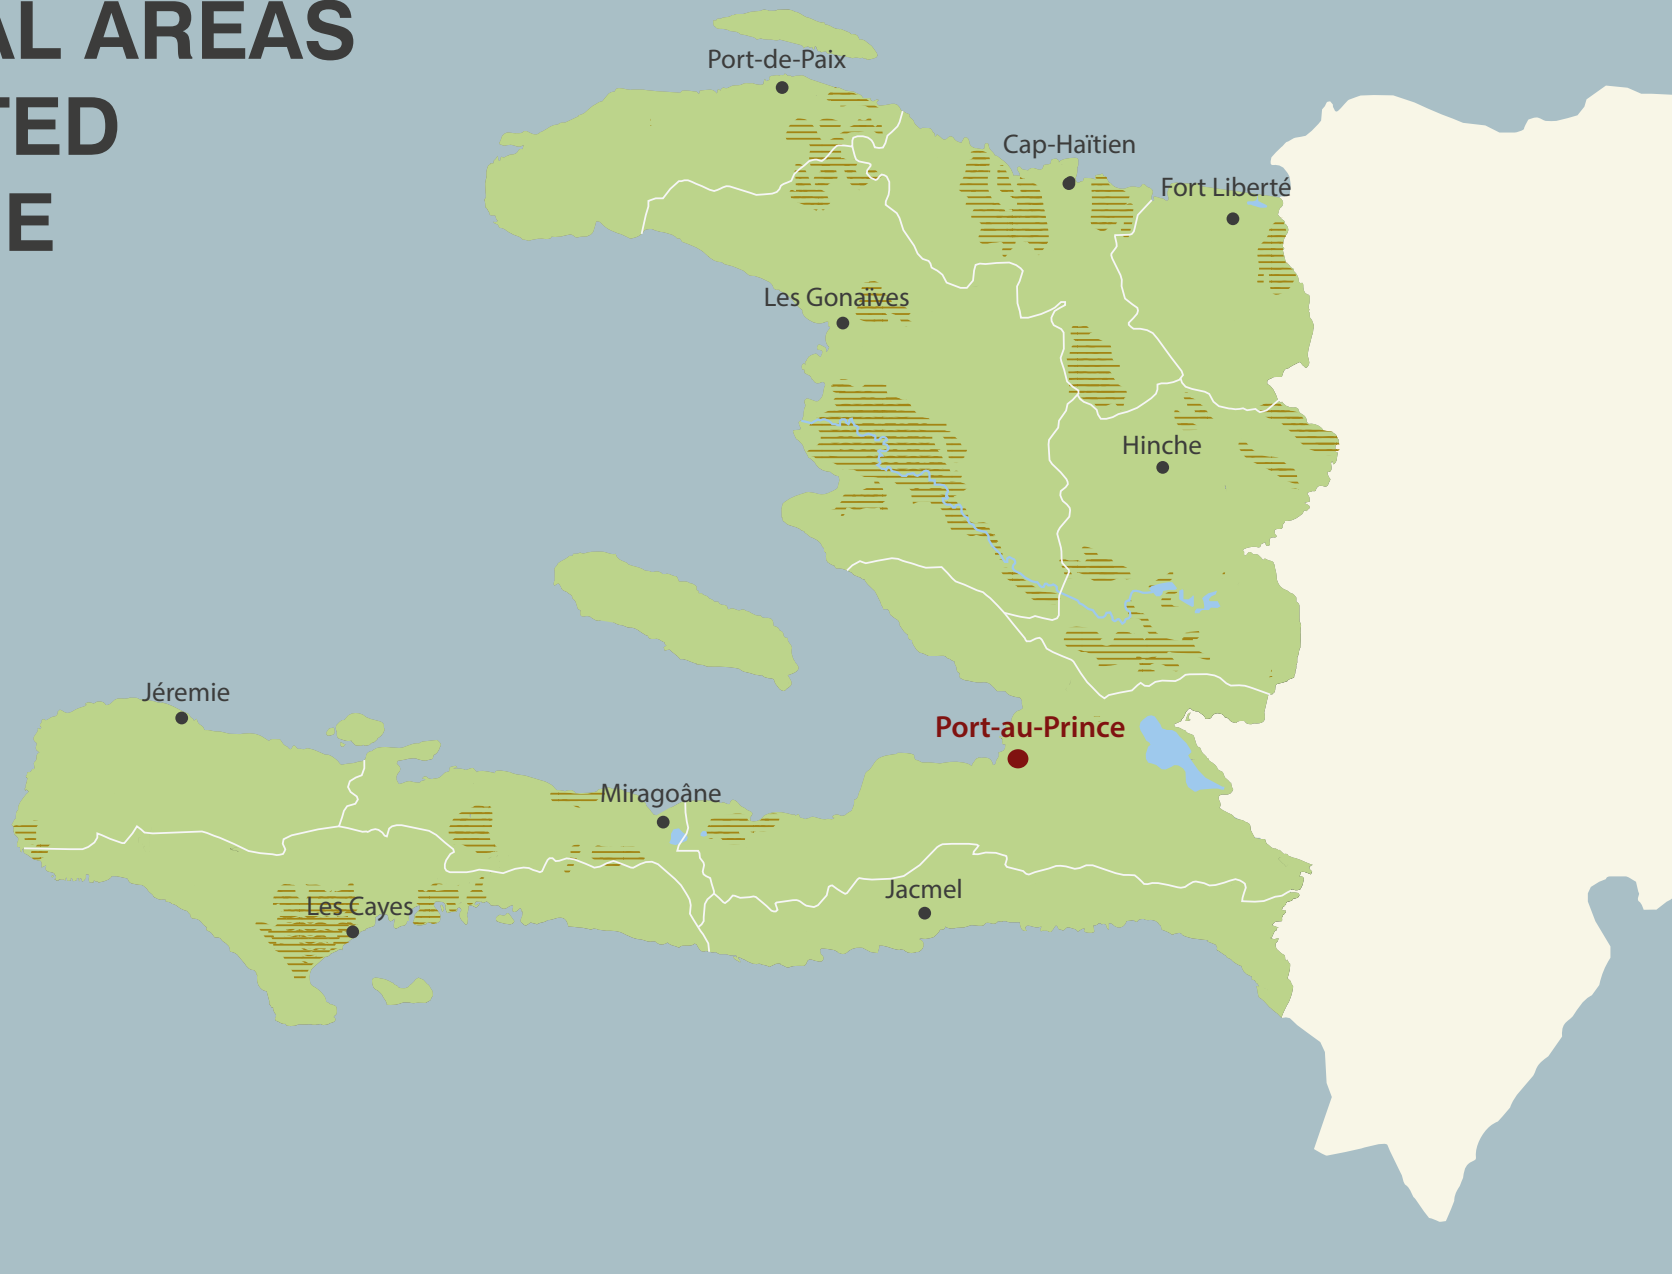 AL AREAS
TED
E
Port-de-Paix
Cap-Haïtien
Fort Liberté
Les Gonaïves
Hinche
Jéremie
Port-au-Prince
Miragoâne
Jacmel
Les Cayes